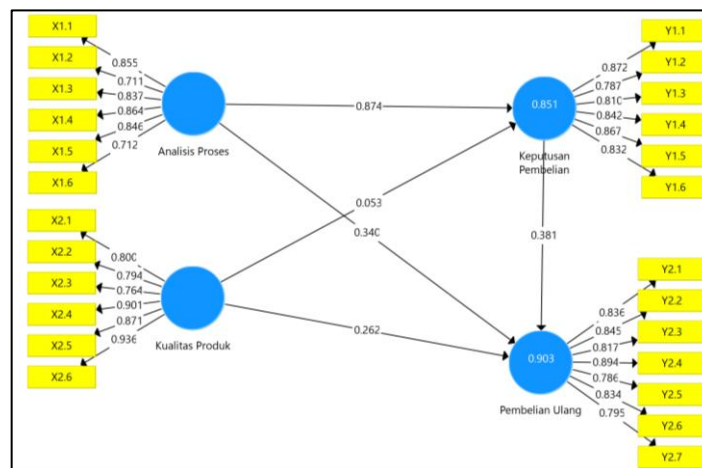 X1.1
X1.2
X1.3
X1.4
X1.5
X1.6
0.855
0.711
0.837
0.864
0.846
0.712
Analisis Proses
X2.1
X2.2
X2.3
X2.4
X2.5
X2.6
0.800
0.794
0.764
0.901
0.871
0.936
Kualitas Produk
0.874
0.053
0.340
0.262
0.381
0.851
Keputusan
Pembelian
0.872
0.787
0.810
0.842
0.867
0.832
Y1.1
Y1.2
Y1.3
Y1.4
Y1.5
Y1.6
0.903
Pembelian Ulang
0.836
0.845
0.817
0.894
0.786
0.834
0.795
Y2.1
Y2.2
Y2.3
Y2.4
Y2.5
Y2.6
Y2.7